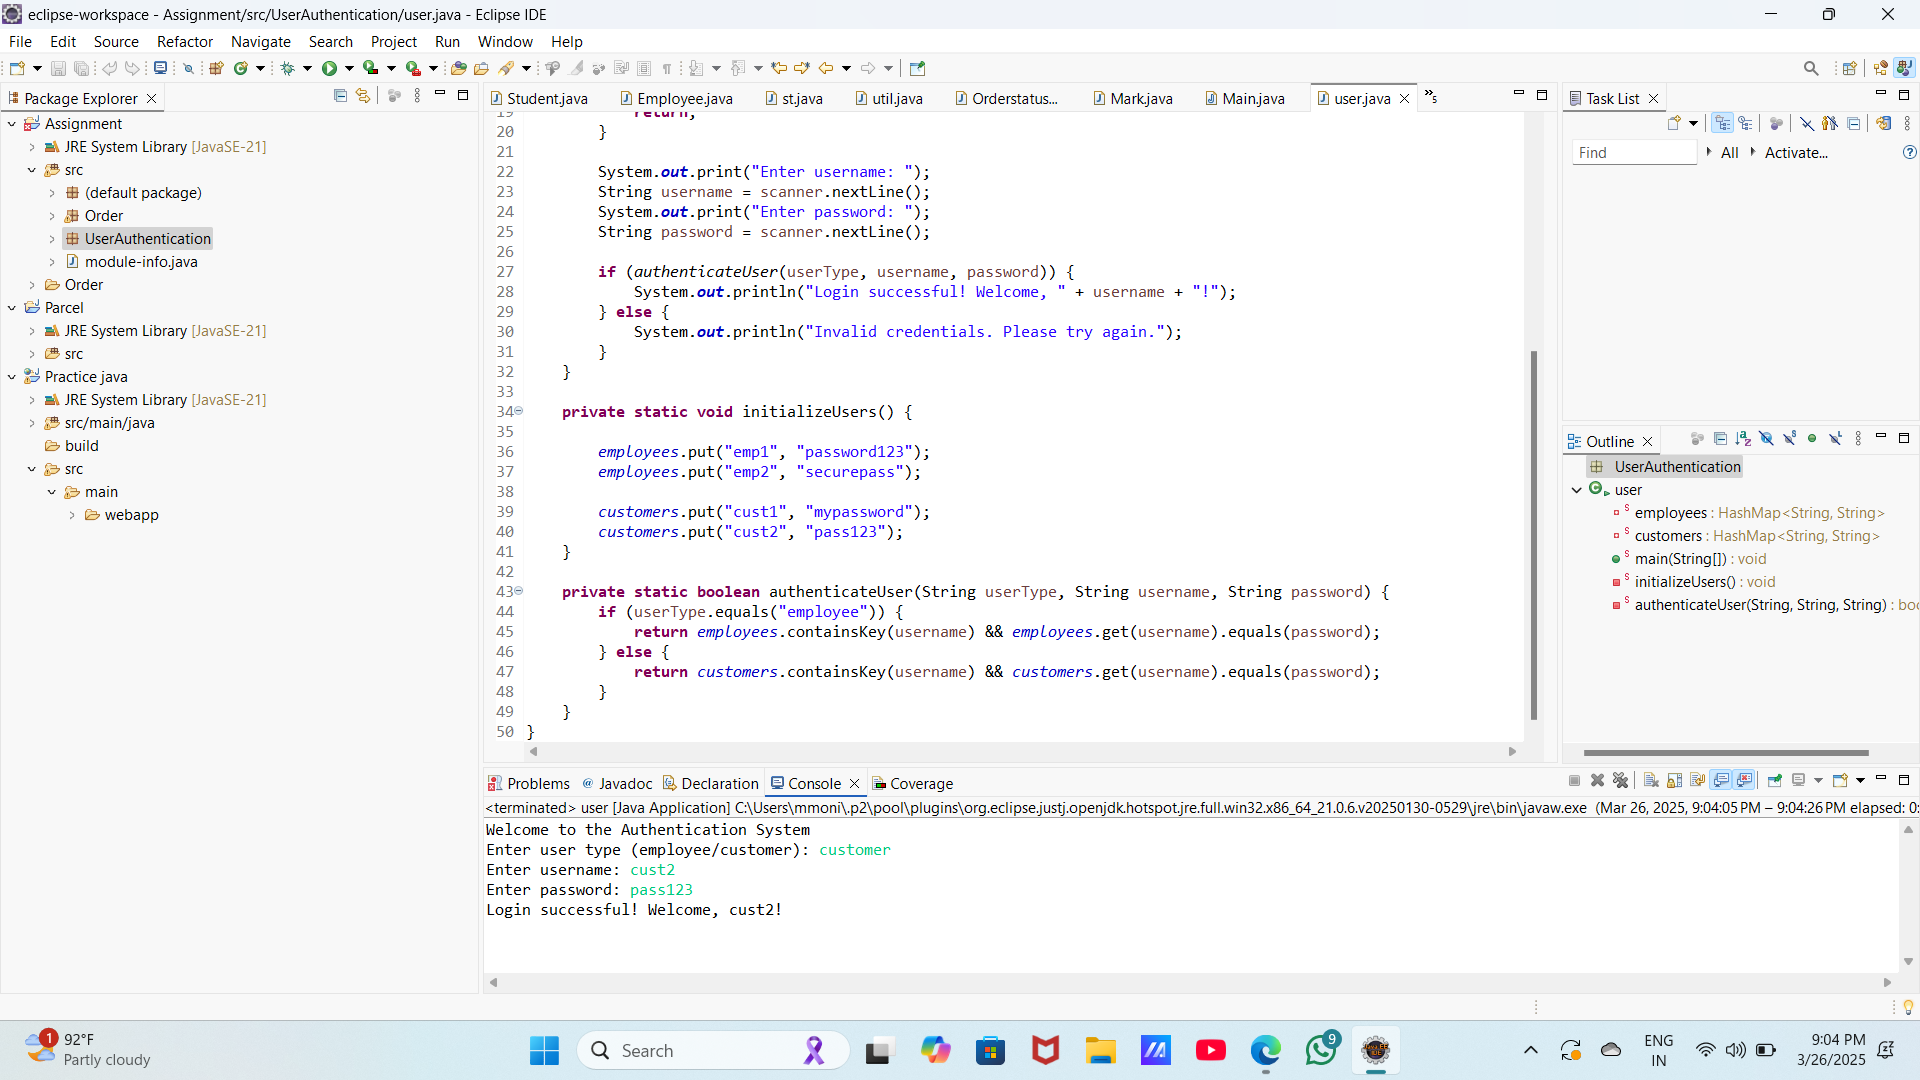 eclipse-workspace - Assignment/src/UserAuthentication/user.java - Eclipse IDE
File Edit Source Refactor Navigate Search Project Run Window Help
Package Explorer
Assignment
JRE System Library [JavaSE-21]
src
(default package)
Order
UserAuthentication
module-info.java
Order
Parcel
JRE System Library [JavaSE-21]
src
Practice java
JRE System Library [JavaSE-21]
src/main/java
build
src
main
webapp
Student.java Employee.java st.java util.java Orderstatus... Mark.java Main.java user.java »5
19 return;
20 }
21
22 System.out.print("Enter username: ");
23 String username = scanner.nextLine();
24 System.out.print("Enter password: ");
25 String password = scanner.nextLine();
26
27 if (authenticateUser(userType, username, password)) {
28 System.out.println("Login successful! Welcome, " + username + "!");
29 } else {
30 System.out.println("Invalid credentials. Please try again.");
31 }
32 }
33
34 private static void initializeUsers() {
35
36 employees.put("emp1", "password123");
37 employees.put("emp2", "securepass");
38
39 customers.put("cust1", "mypassword");
40 customers.put("cust2", "pass123");
41 }
42
43 private static boolean authenticateUser(String userType, String username, String password) {
44 if (userType.equals("employee")) {
45 return employees.containsKey(username) && employees.get(username).equals(password);
46 } else {
47 return customers.containsKey(username) && customers.get(username).equals(password);
48 }
49 }
50 }
Task List
Find All Activate...
Outline
UserAuthentication
user
employees : HashMap<String, String>
customers : HashMap<String, String>
main(String[]) : void
initializeUsers() : void
authenticateUser(String, String, String) : boo
Problems Javadoc Declaration Console Coverage
<terminated> user [Java Application] C:\Users\mmoni\.p2\pool\plugins\org.eclipse.justj.openjdk.hotspot.jre.full.win32.x86_64_21.0.6.v20250130-0529\jre\bin\javaw.exe (Mar 26, 2025, 9:04:05 PM – 9:04:26 PM elapsed: 0:
Welcome to the Authentication System
Enter user type (employee/customer): customer
Enter username: cust2
Enter password: pass123
Login successful! Welcome, cust2!
1
92°F
Partly cloudy
Search
9
ENG
IN
9:04 PM
3/26/2025